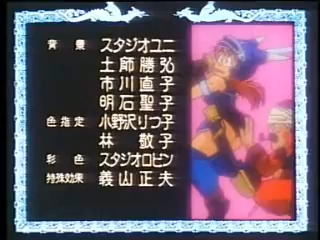 背景 スタジオユニ
土師勝弘
市川直子
明石聖子
色指定 小野沢りつ子
林 敬子
彩色 スタジオロビン
特殊効果 義山正夫